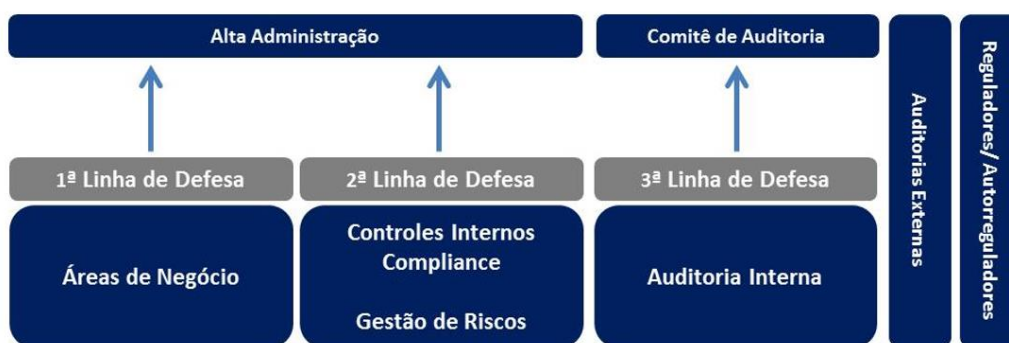 Alta Administração
Comitê de Auditoria
1ª Linha de Defesa
2ª Linha de Defesa
3ª Linha de Defesa
Áreas de Negócio
Controles Internos
Compliance
Gestão de Riscos
Auditoria Interna
Auditorias Externas
Reguladores/ Autorreguladores